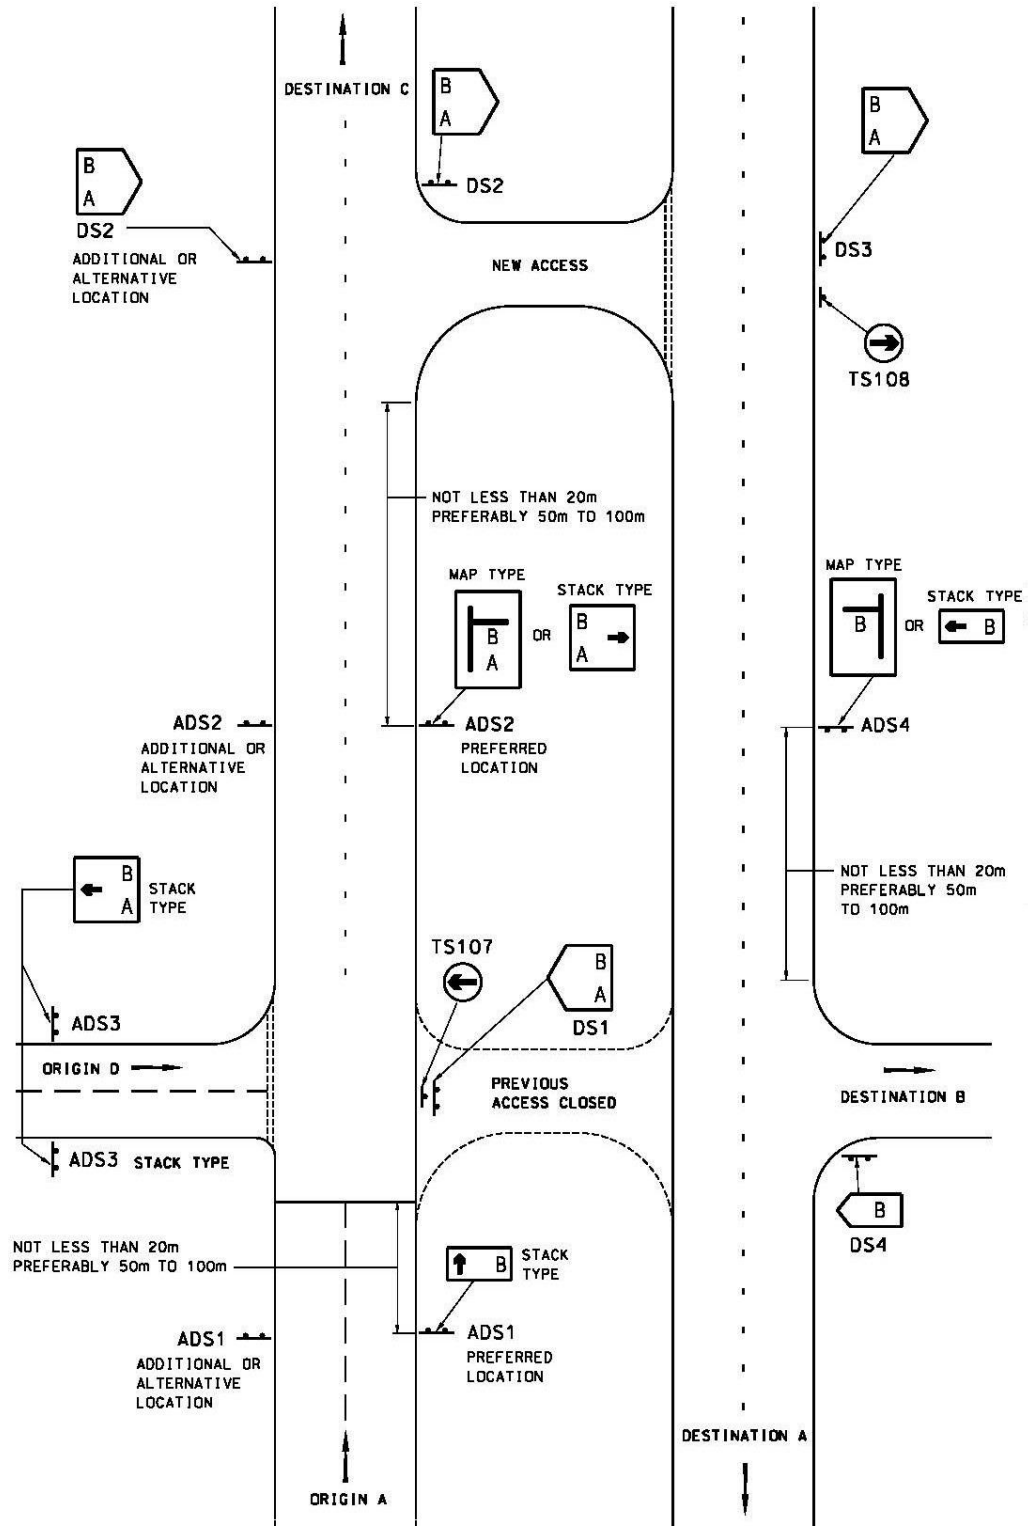 DESTINATION C
B
A
DS2
B
A
DS2
ADDITIONAL OR
ALTERNATIVE
LOCATION
B
A
DS3
NEW ACCESS
TS108
NOT LESS THAN 20m
PREFERABLY 50m TO 100m
MAP TYPE
B
A
OR
STACK TYPE
B
A
ADS2
PREFERRED
LOCATION
ADS2
ADDITIONAL OR
ALTERNATIVE
LOCATION
MAP TYPE
B
OR
STACK TYPE
B
ADS4
NOT LESS THAN 20m
PREFERABLY 50m
TO 100m
B
A
STACK
TYPE
TS107
B
A
DS1
ADS3
ORIGIN D
PREVIOUS
ACCESS CLOSED
DESTINATION B
ADS3 STACK TYPE
B
DS4
NOT LESS THAN 20m
PREFERABLY 50m TO 100m
B
STACK
TYPE
ADS1
ADDITIONAL OR
ALTERNATIVE
LOCATION
ADS1
PREFERRED
LOCATION
DESTINATION A
ORIGIN A